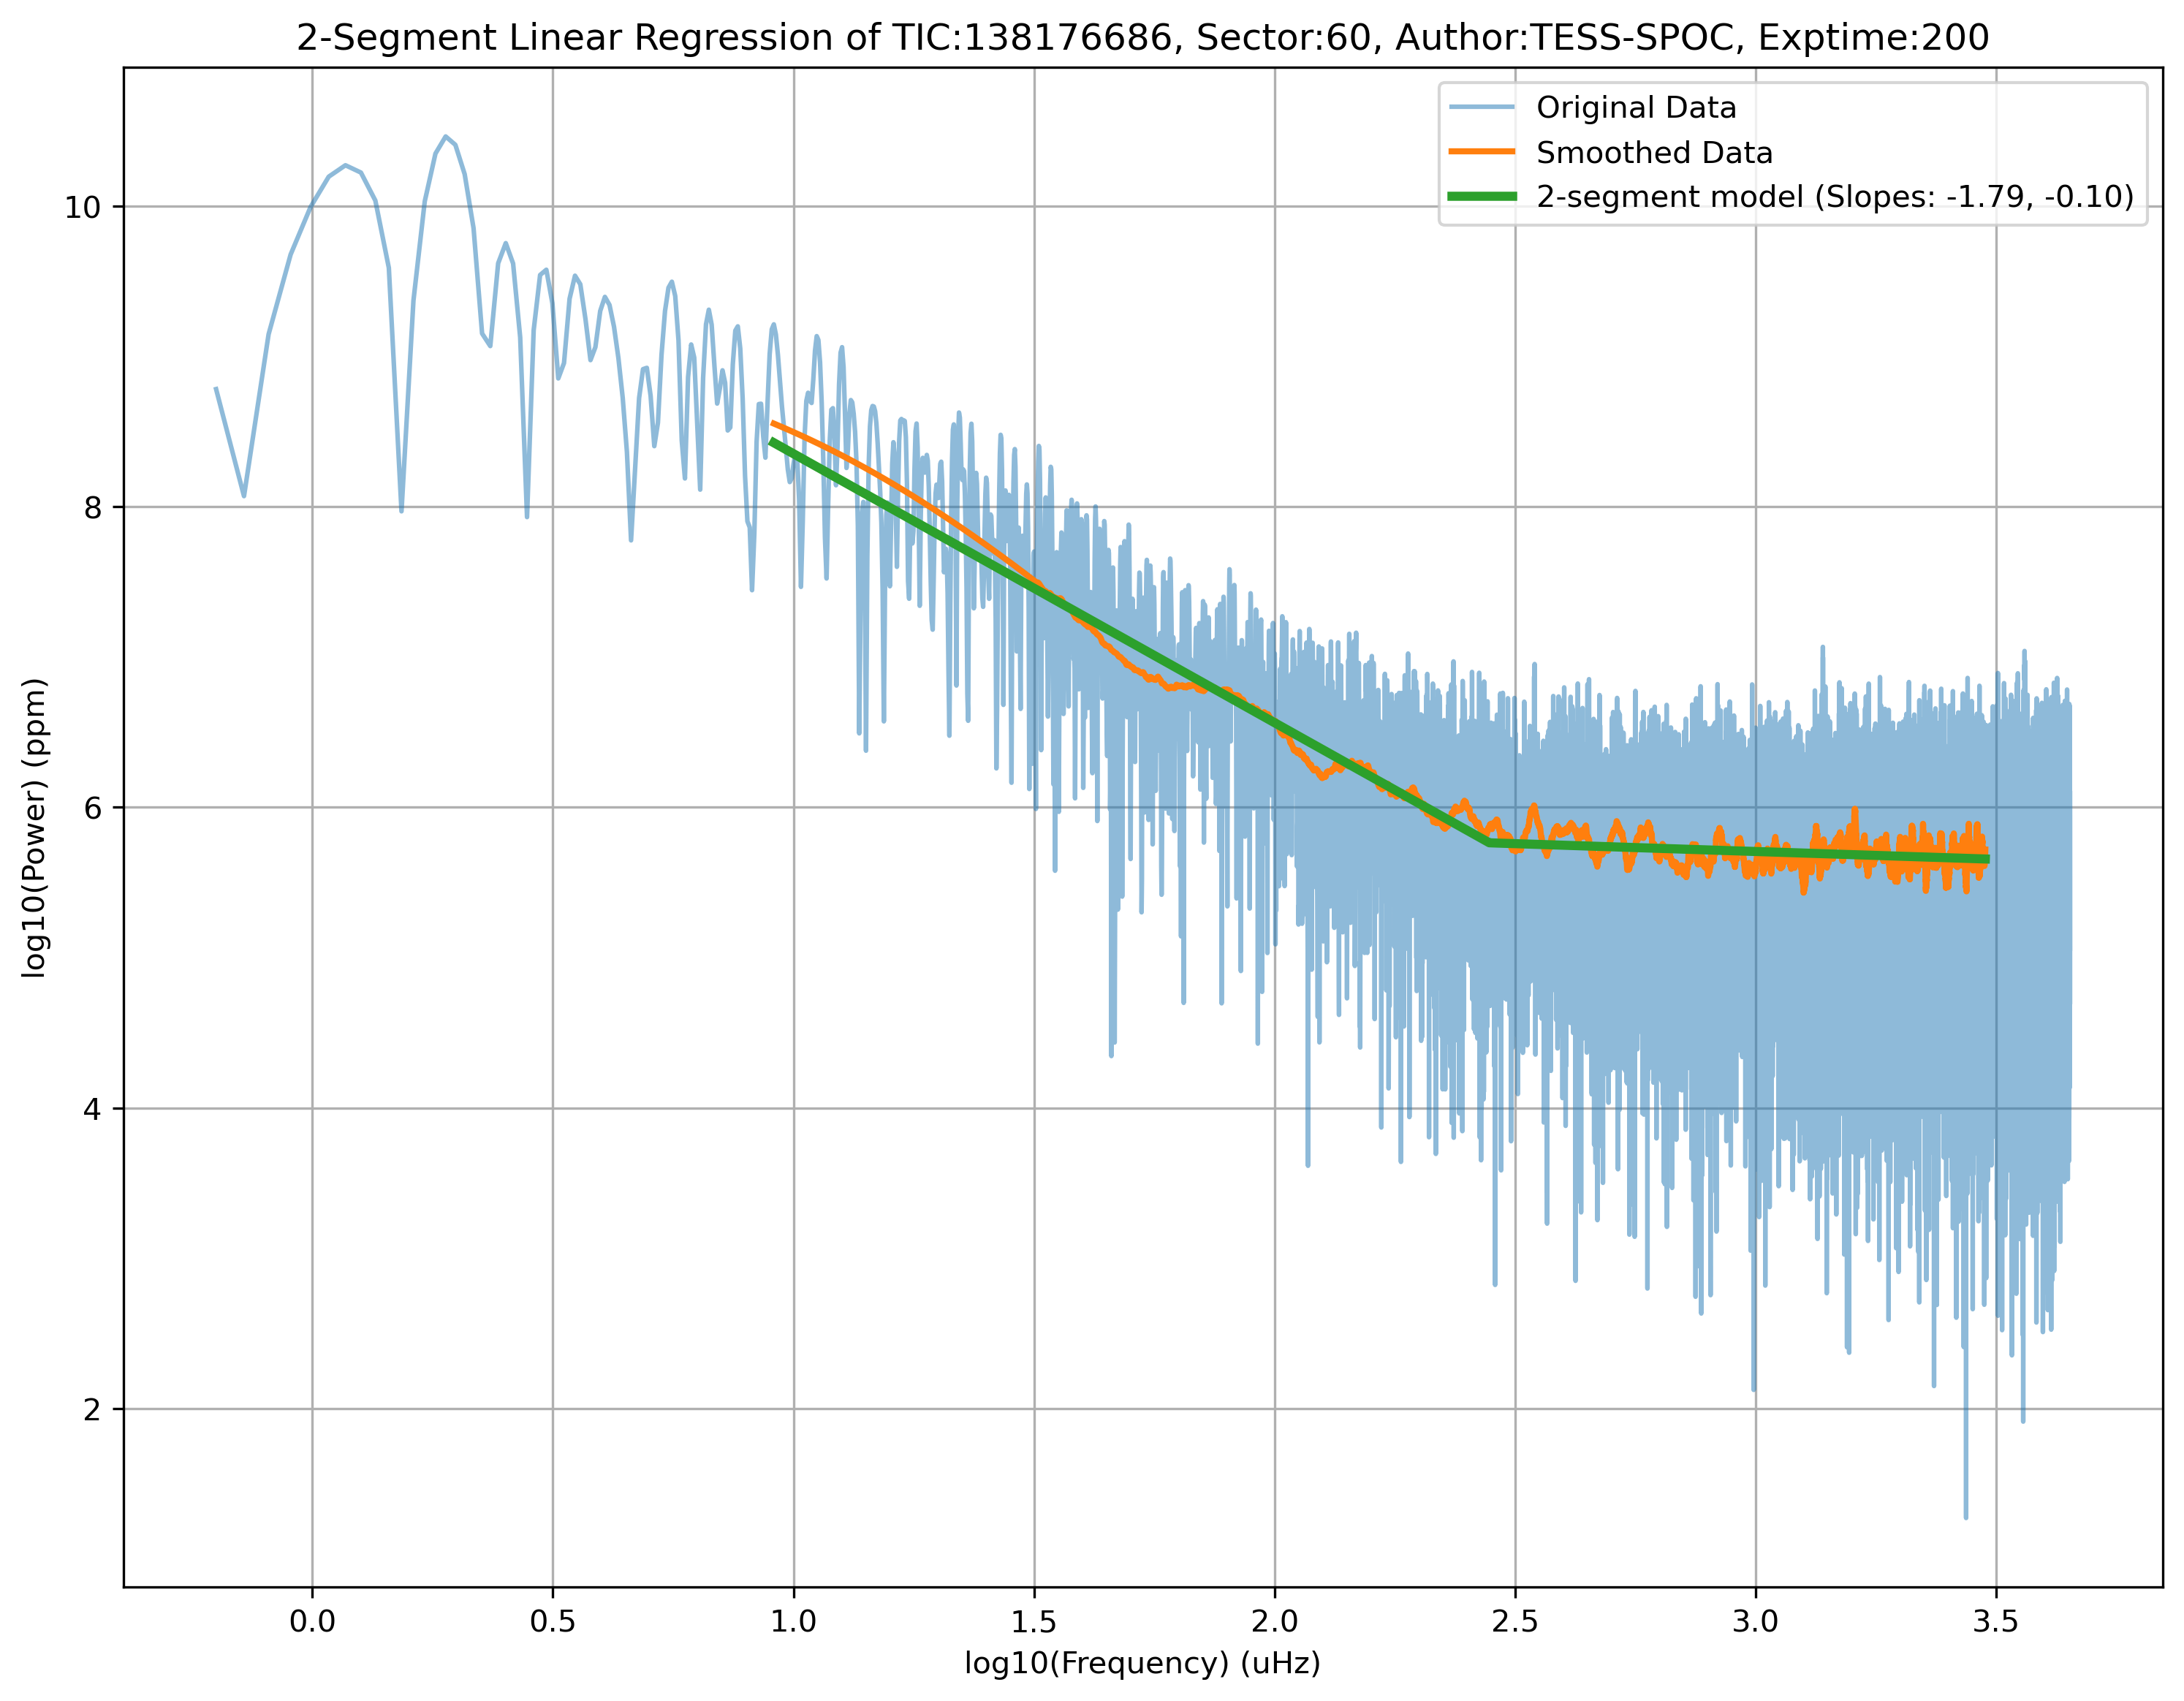 2-Segment Linear Regression of TIC:138176686, Sector:60, Author:TESS-SPOC, Exptime:200
Original Data
Smoothed Data
2-segment model (Slopes: -1.79, -0.10)
log10(Power) (ppm)
10
8
6
4
2
0.0 0.5 1.0 1.5 2.0 2.5 3.0 3.5
log10(Frequency) (uHz)